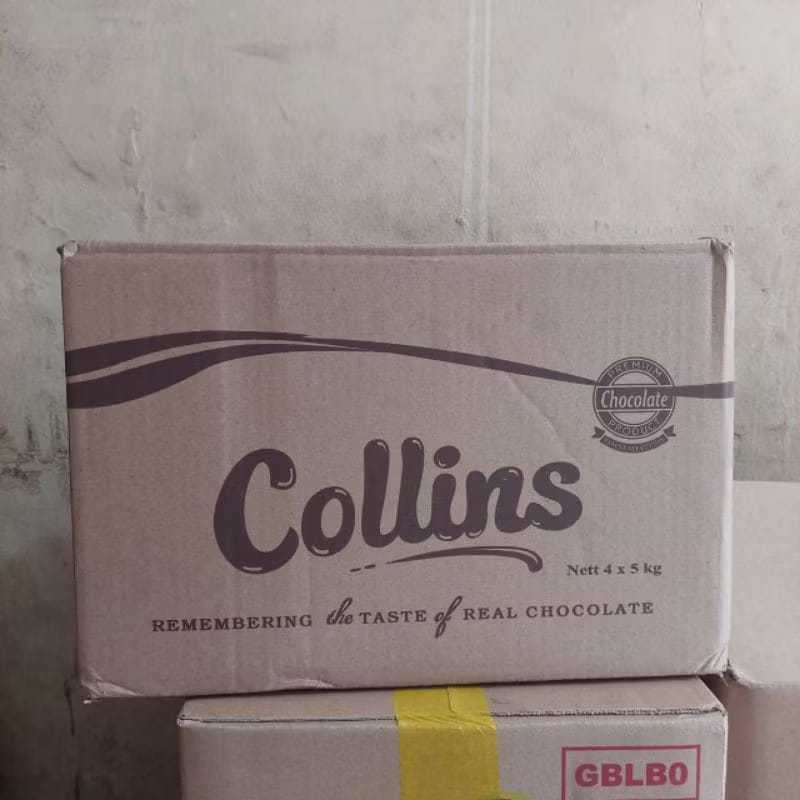 PREMIUM
Chocolate
PRODUCT
Collins
Nett 4 x 5 kg
REMEMBERING the TASTE of REAL CHOCOLATE
GBLB0